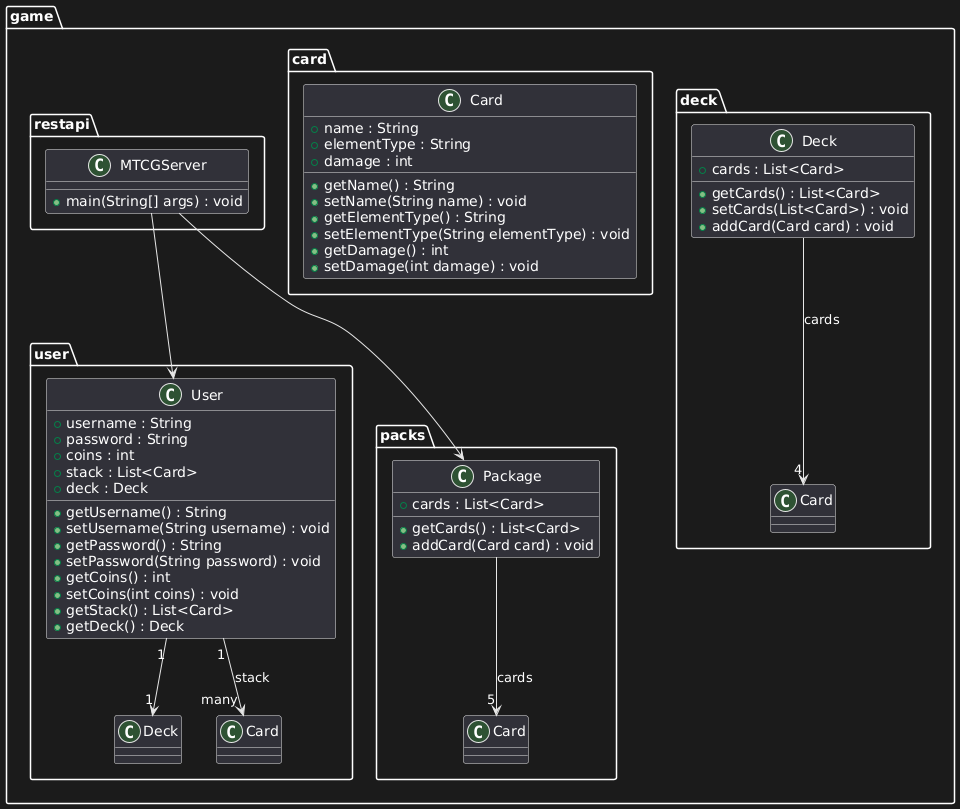 game
restapi
C MTCGServer
main(String[] args) : void
card
C Card
name : String
elementType : String
damage : int
getName() : String
setName(String name) : void
getElementType() : String
setElementType(String elementType) : void
getDamage() : int
setDamage(int damage) : void
deck
C Deck
cards : List<Card>
getCards() : List<Card>
setCards(List<Card>) : void
addCard(Card card) : void
cards
4
C Card
user
C User
username : String
password : String
coins : int
stack : List<Card>
deck : Deck
getUsername() : String
setUsername(String username) : void
getPassword() : String
setPassword(String password) : void
getCoins() : int
setCoins(int coins) : void
getStack() : List<Card>
getDeck() : Deck
1
1
1
stack
many
C Deck
C Card
packs
C Package
cards : List<Card>
getCards() : List<Card>
addCard(Card card) : void
cards
5
C Card